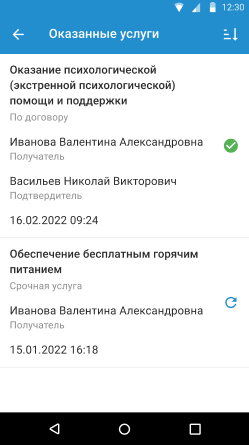 12:30
Оказанные услуги
Оказание психологической
(экстренной психологической)
помощи и поддержки
По договору
Иванова Валентина Александровна
Получатель
Васильев Николай Викторович
Подтвердитель
16.02.2022 09:24
Обеспечение бесплатным горячим
питанием
Срочная услуга
Иванова Валентина Александровна
Получатель
15.01.2022 16:18